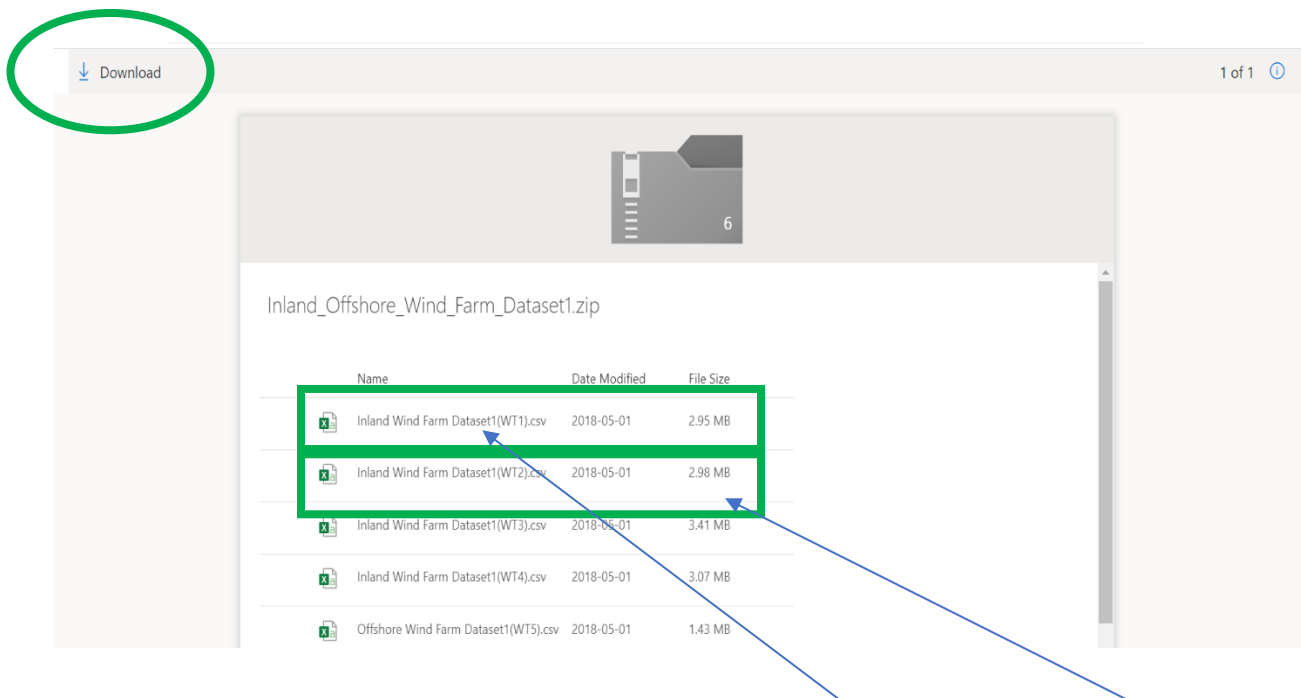 Download
1 of 1
6
Inland_Offshore_Wind_Farm_Dataset1.zip
Name Date Modified File Size
Inland Wind Farm Dataset1(WT1).csv 2018-05-01 2.95 MB
Inland Wind Farm Dataset1(WT2).csv 2018-05-01 2.98 MB
Inland Wind Farm Dataset1(WT3).csv 2018-05-01 3.41 MB
Inland Wind Farm Dataset1(WT4).csv 2018-05-01 3.07 MB
Offshore Wind Farm Dataset1(WT5).csv 2018-05-01 1.43 MB